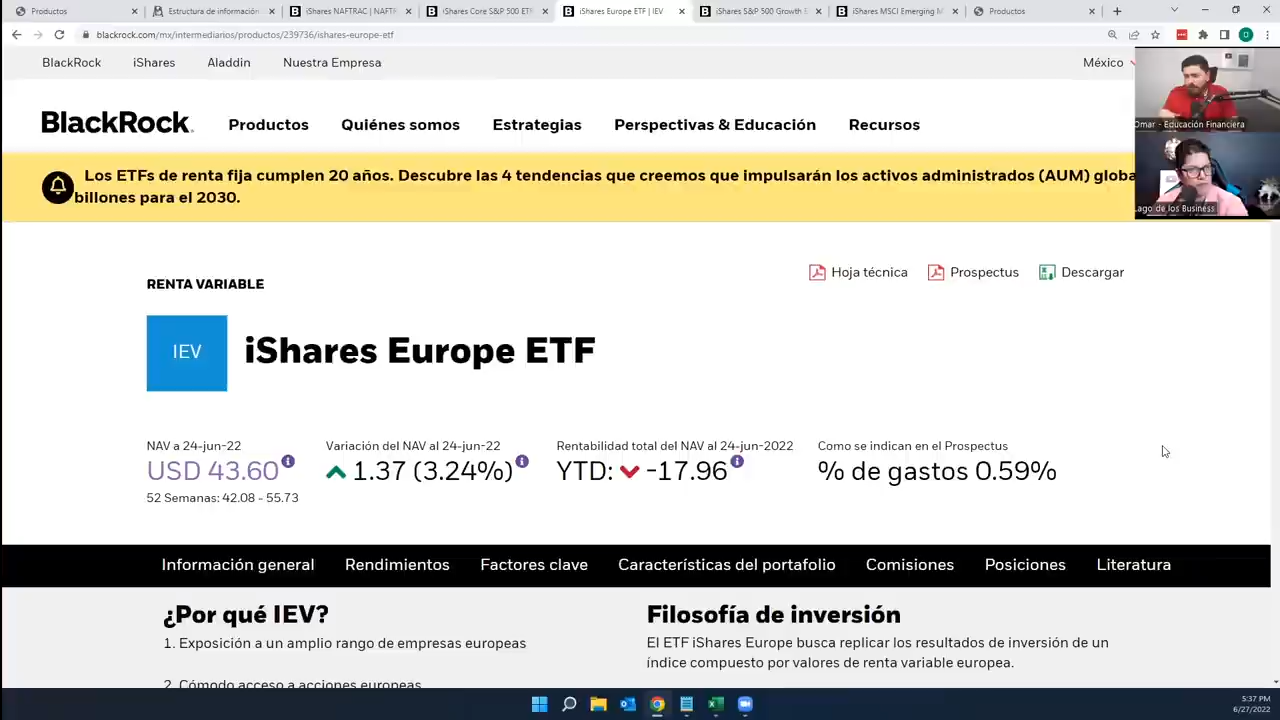 Productos
Estructura de información
iShares NAFTRAC | NAFT
iShares Core S&P 500 ET
iShares Europe ETF | IEV
iShares S&P 500 Growth E
iShares MSCI Emerging M
Productos
blackrock.com/mx/intermediarios/productos/239736/ishares-europe-etf
BlackRock iShares Aladdin Nuestra Empresa México
BlackRock. Productos Quiénes somos Estrategias Perspectivas & Educación Recursos
Omar - Educación Financiera
Los ETFs de renta fija cumplen 20 años. Descubre las 4 tendencias que creemos que impulsarán los activos administrados (AUM) globa
billones para el 2030.
Lago de los Business
Hoja técnica Prospectus Descargar
RENTA VARIABLE
IEV
iShares Europe ETF
NAV a 24-jun-22 Variación del NAV al 24-jun-22 Rentabilidad total del NAV al 24-jun-2022 Como se indican en el Prospectus
USD 43.60 1.37 (3.24%) YTD: -17.96 % de gastos 0.59%
52 Semanas: 42.08 - 55.73
Información general Rendimientos Factores clave Características del portafolio Comisiones Posiciones Literatura
¿Por qué IEV?
1. Exposición a un amplio rango de empresas europeas
2. Cómodo acceso a acciones europeas
Filosofía de inversión
El ETF iShares Europe busca replicar los resultados de inversión de un
índice compuesto por valores de renta variable europea.
5:37 PM
6/27/2022